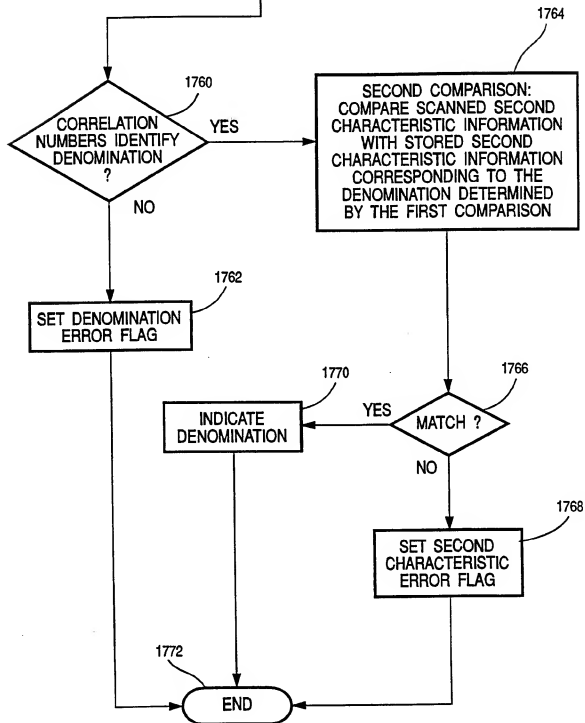 1760
CORRELATION
NUMBERS IDENTIFY
DENOMINATION
?
YES
NO
1764
SECOND COMPARISON:
COMPARE SCANNED SECOND
CHARACTERISTIC INFORMATION
WITH STORED SECOND
CHARACTERISTIC INFORMATION
CORRESPONDING TO THE
DENOMINATION DETERMINED
BY THE FIRST COMPARISON
1762
SET DENOMINATION
ERROR FLAG
1770
INDICATE
DENOMINATION
1766
YES
MATCH ?
NO
1768
SET SECOND
CHARACTERISTIC
ERROR FLAG
1772
END